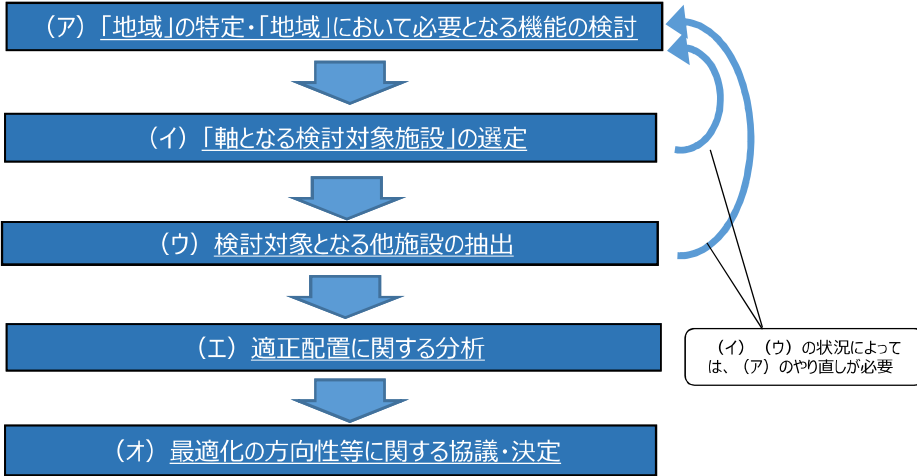 （ア）「地域」の特定・「地域」において必要となる機能の検討
（イ）「軸となる検討対象施設」の選定
（ウ）検討対象となる他施設の抽出
（エ）適正配置に関する分析
（イ）（ウ）の状況によって
は、（ア）のやり直しが必要
（オ）最適化の方向性等に関する協議・決定